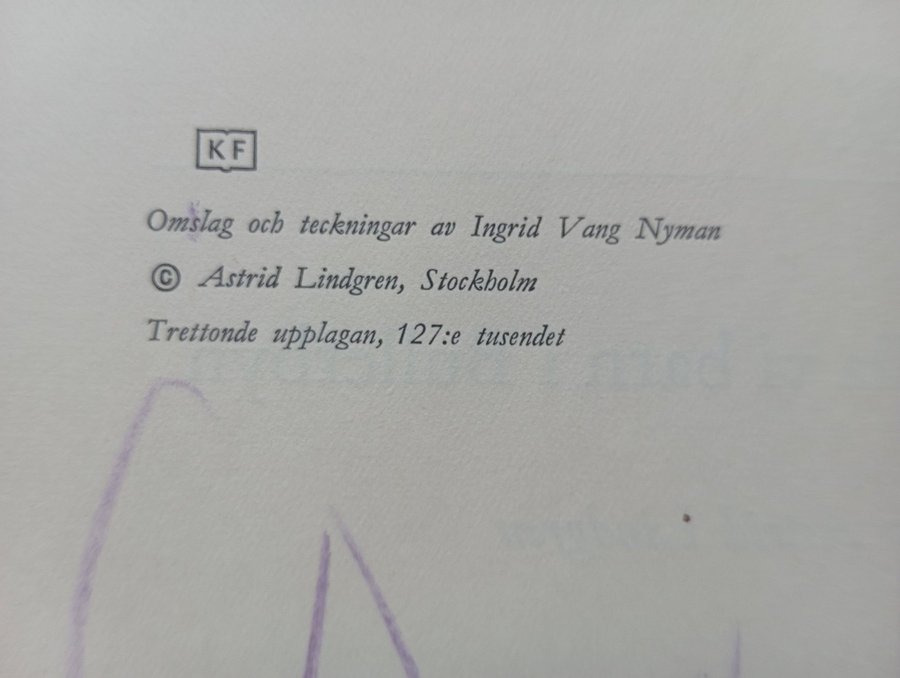 KF
Omslag och teckningar av Ingrid Vang Nyman
© Astrid Lindgren, Stockholm
Trettonde upplagan, 127:e tusendet